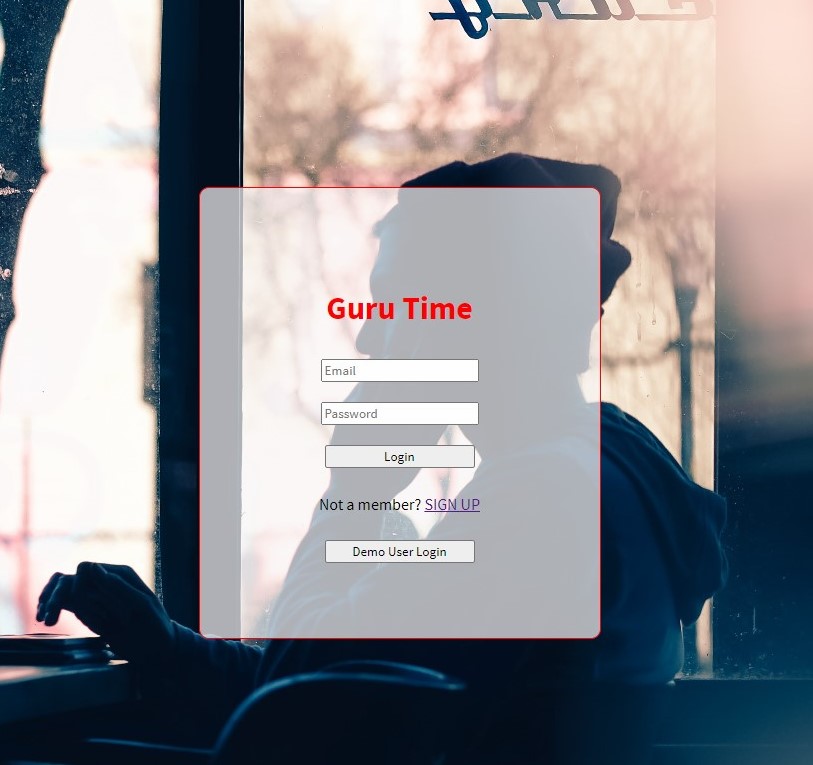 Guru Time
Email
Password
Login
Not a member? SIGN UP
Demo User Login